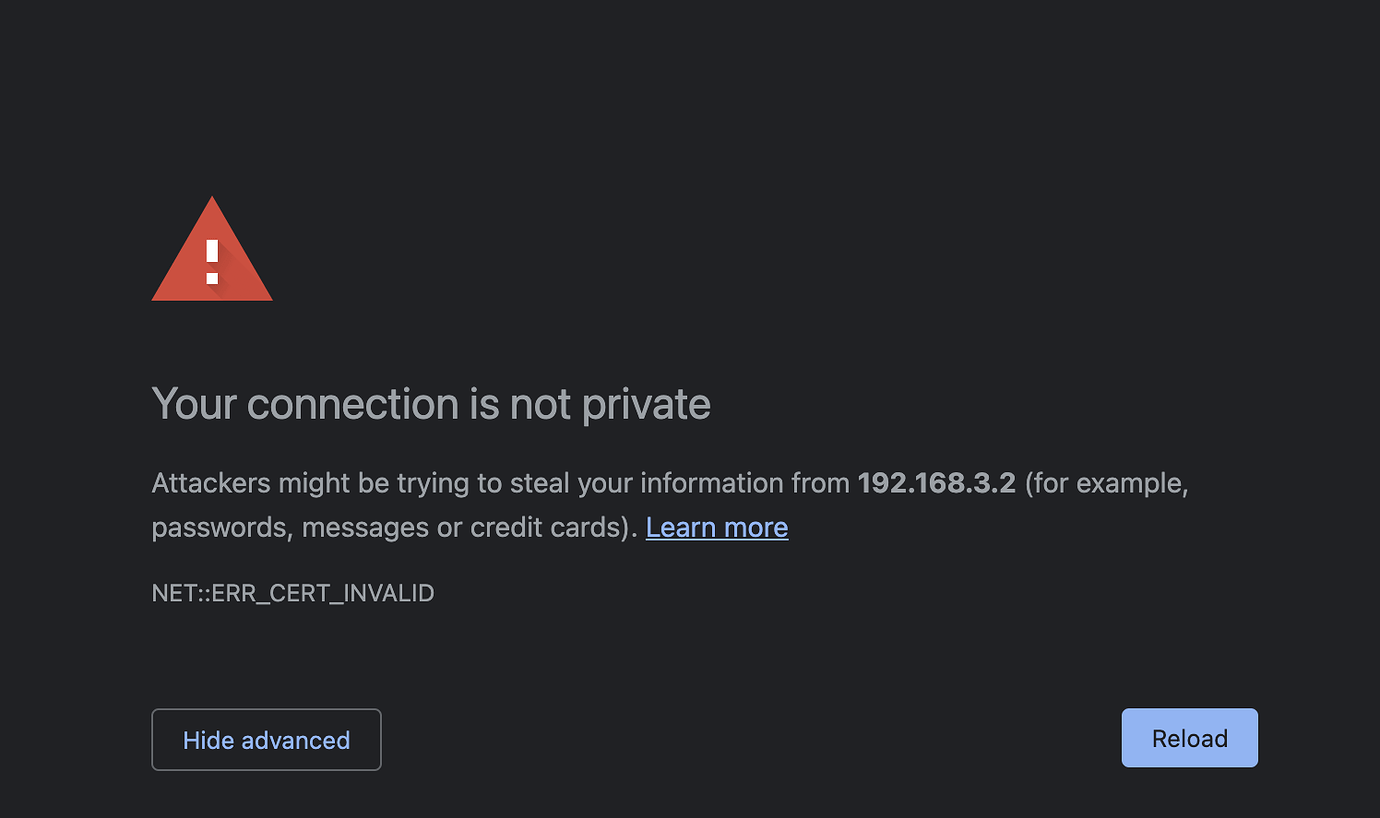 Your connection is not private
Attackers might be trying to steal your information from 192.168.3.2 (for example,
passwords, messages or credit cards). Learn more
NET::ERR_CERT_INVALID
Hide advanced
Reload